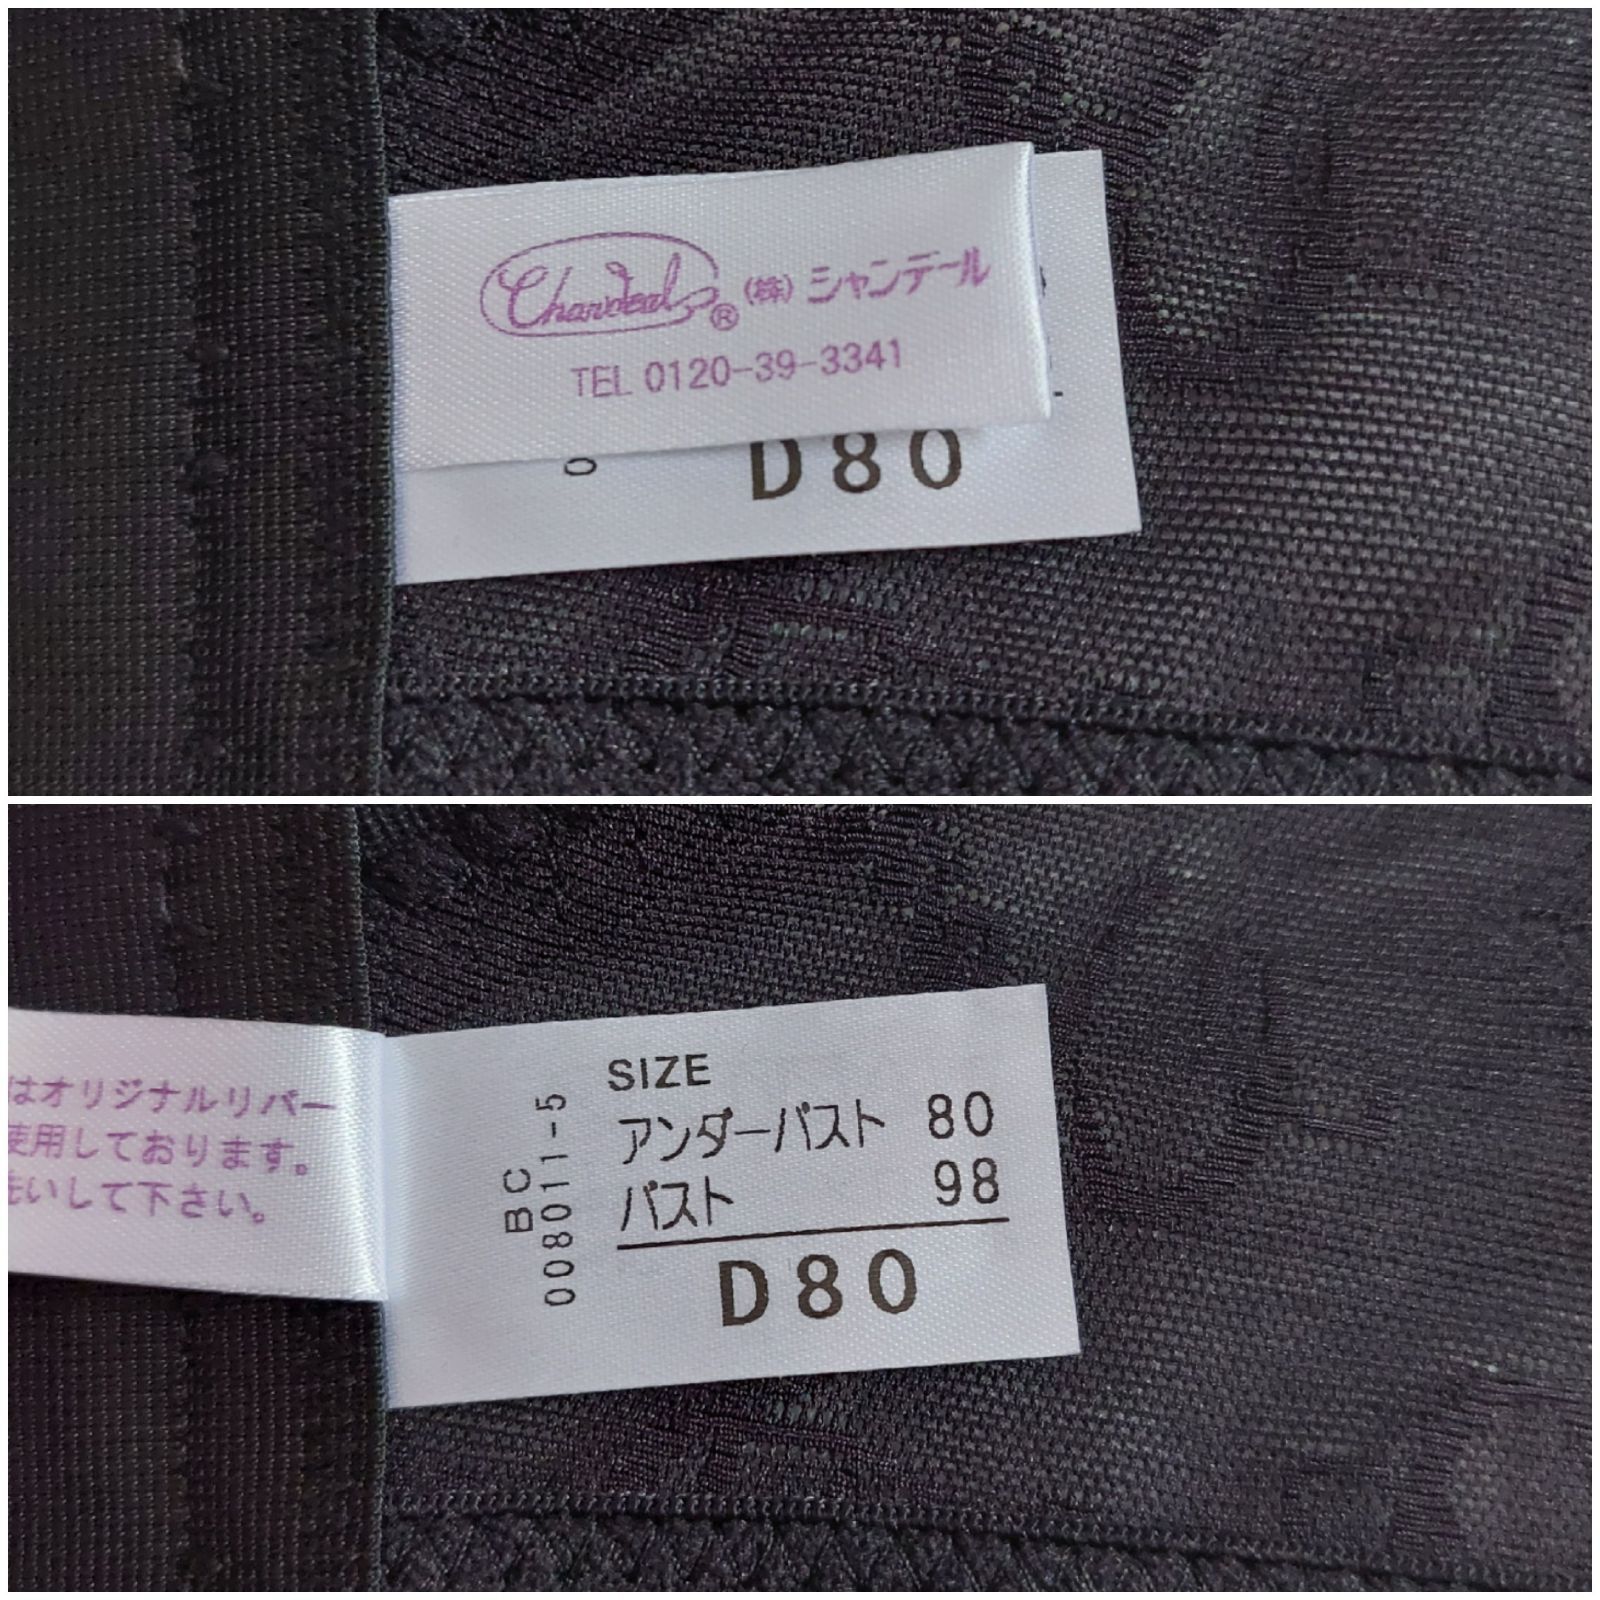 Chandeal® (株)シャンデール
TEL 0120-39-3341
D80
はオリジナルリバー
使用しております。
洗いして下さい。
BC
008011-5
SIZE
アンダーバスト 80
バスト 98
D80